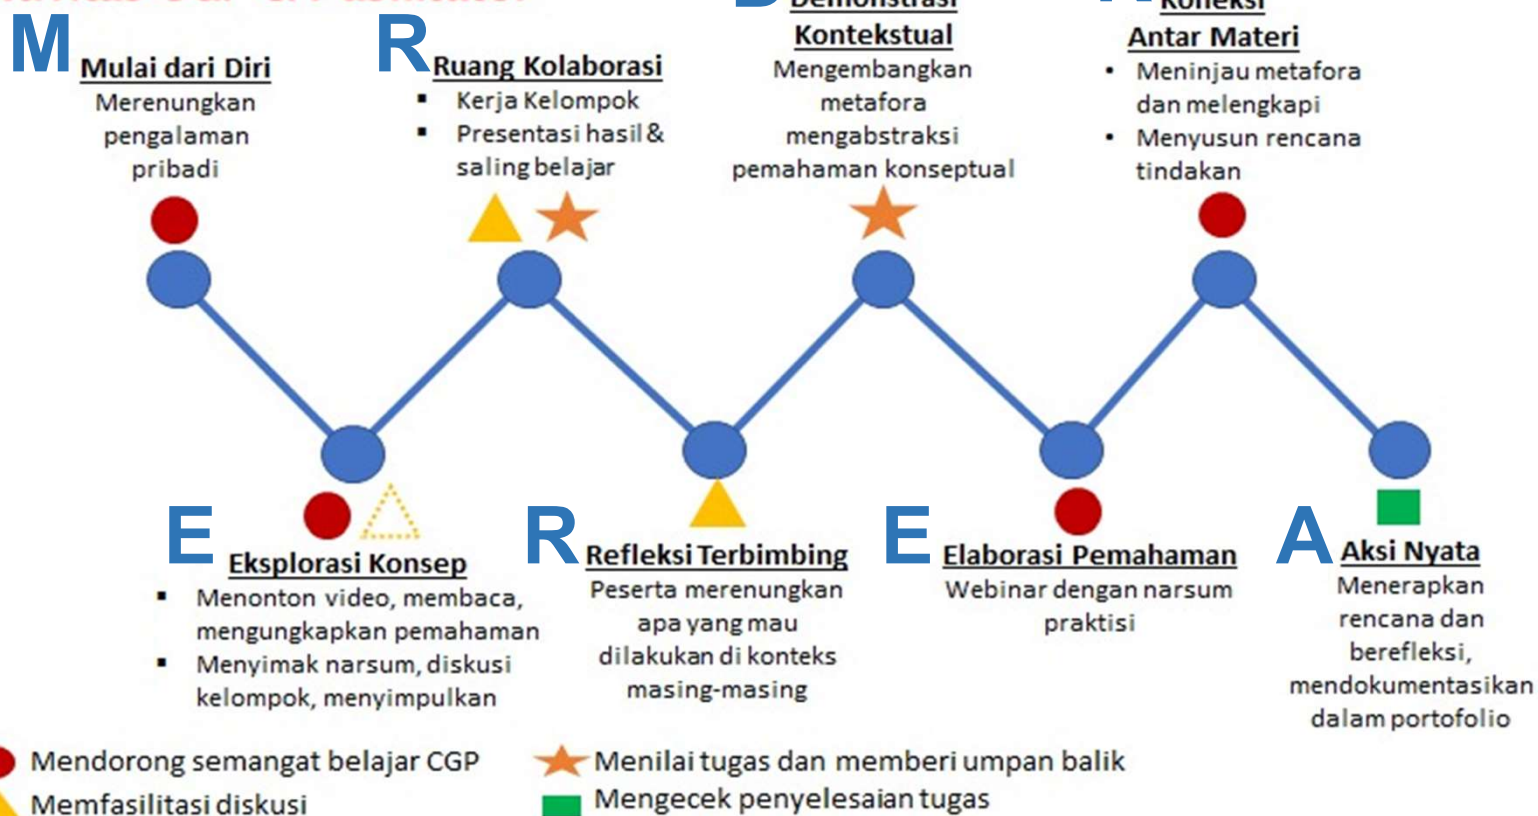 M
Mulai dari Diri
Merenungkan
pengalaman
pribadi
R
Ruang Kolaborasi
▪ Kerja Kelompok
▪ Presentasi hasil &
saling belajar
Demonstrasi
Kontekstual
Mengembangkan
metafora
mengabstraksi
pemahaman konseptual
Antar Materi
• Meninjau metafora
dan melengkapi
• Menyusun rencana
tindakan
E
Eksplorasi Konsep
▪ Menonton video, membaca,
mengungkapkan pemahaman
▪ Menyimak narsum, diskusi
kelompok, menyimpulkan
R
Refleksi Terbimbing
Peserta merenungkan
apa yang mau
dilakukan di konteks
masing-masing
E
Elaborasi Pemahaman
Webinar dengan narsum
praktisi
A
Aksi Nyata
Menerapkan
rencana dan
berefleksi,
mendokumentasikan
dalam portofolio
Mendorong semangat belajar CGP
Memfasilitasi diskusi
Menilai tugas dan memberi umpan balik
Mengecek penyelesaian tugas